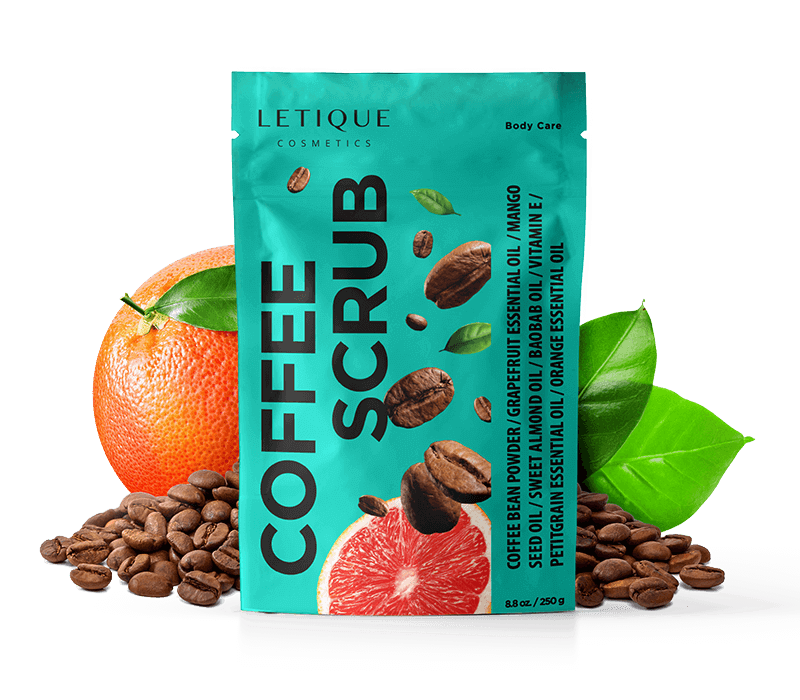 LETIQUE
COSMETICS
Body Care
COFFEE
SCRUB
COFFEE BEAN POWDER / GRAPEFRUIT ESSENTIAL OIL / MANGO
SEED OIL / SWEET ALMOND OIL / BAOBAB OIL / VITAMIN E /
PETITGRAIN ESSENTIAL OIL / ORANGE ESSENTIAL OIL
8.8 oz. / 250 g